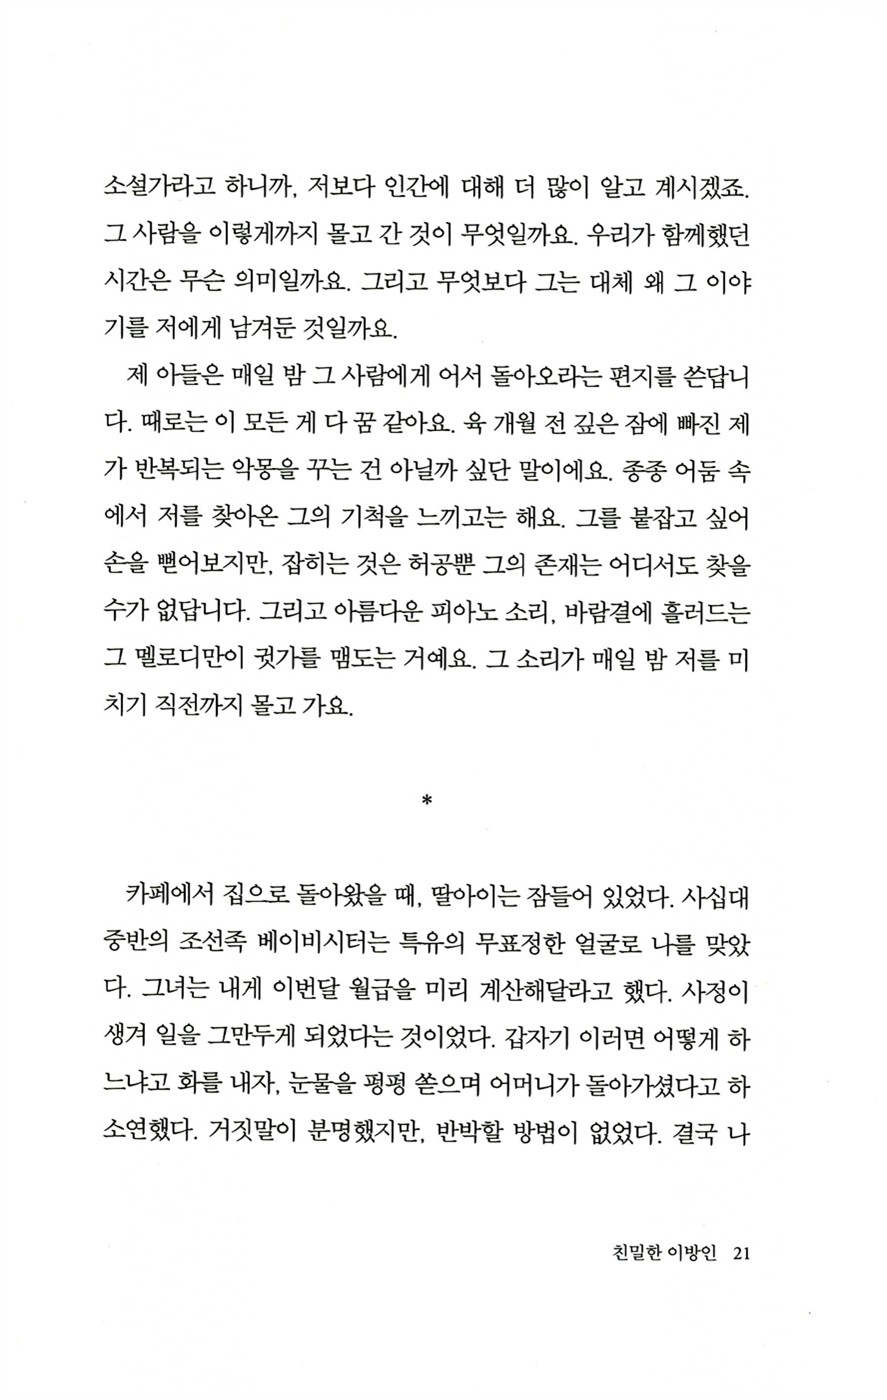 소설가라고 하니까, 저보다 인간에 대해 더 많이 알고 계시겠죠.
그 사람을 이렇게까지 몰고 간 것이 무엇일까요. 우리가 함께했던
시간은 무슨 의미일까요. 그리고 무엇보다 그는 대체 왜 그 이야
기를 저에게 남겨둔 것일까요.
제 아들은 매일 밤 그 사람에게 어서 돌아오라는 편지를 쓴답니
다. 때로는 이 모든 게 다 꿈 같아요. 육 개월 전 깊은 잠에 빠진 제
가 반복되는 악몽을 꾸는 건 아닐까 싶단 말이에요. 종종 어둠 속
에서 저를 찾아온 그의 기척을 느끼고는 해요. 그를 붙잡고 싶어
손을 뻗어보지만, 잡히는 것은 허공뿐 그의 존재는 어디서도 찾을
수가 없답니다. 그리고 아름다운 피아노 소리, 바람결에 흘러드는
그 멜로디만이 귓가를 맴도는 거예요. 그 소리가 매일 밤 저를 미
치기 직전까지 몰고 가요.
*
카페에서 집으로 돌아왔을 때, 딸아이는 잠들어 있었다. 사십대
중반의 조선족 베이비시터는 특유의 무표정한 얼굴로 나를 맞았
다. 그녀는 내게 이번달 월급을 미리 계산해달라고 했다. 사정이
생겨 일을 그만두게 되었다는 것이었다. 갑자기 이러면 어떻게 하
느냐고 화를 내자, 눈물을 펑펑 쏟으며 어머니가 돌아가셨다고 하
소연했다. 거짓말이 분명했지만, 반박할 방법이 없었다. 결국 나
친밀한 이방인 21